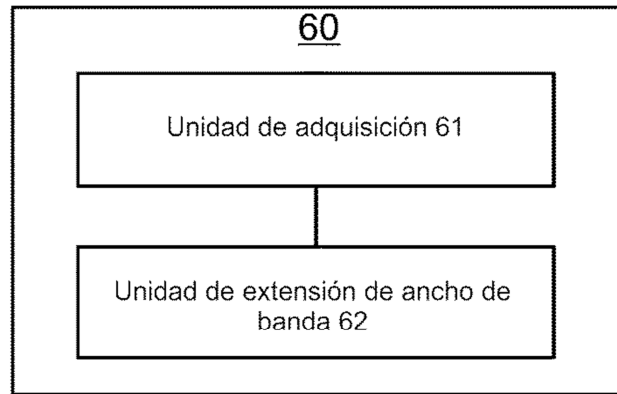 60
Unidad de adquisición 61
Unidad de extensión de ancho de
banda 62